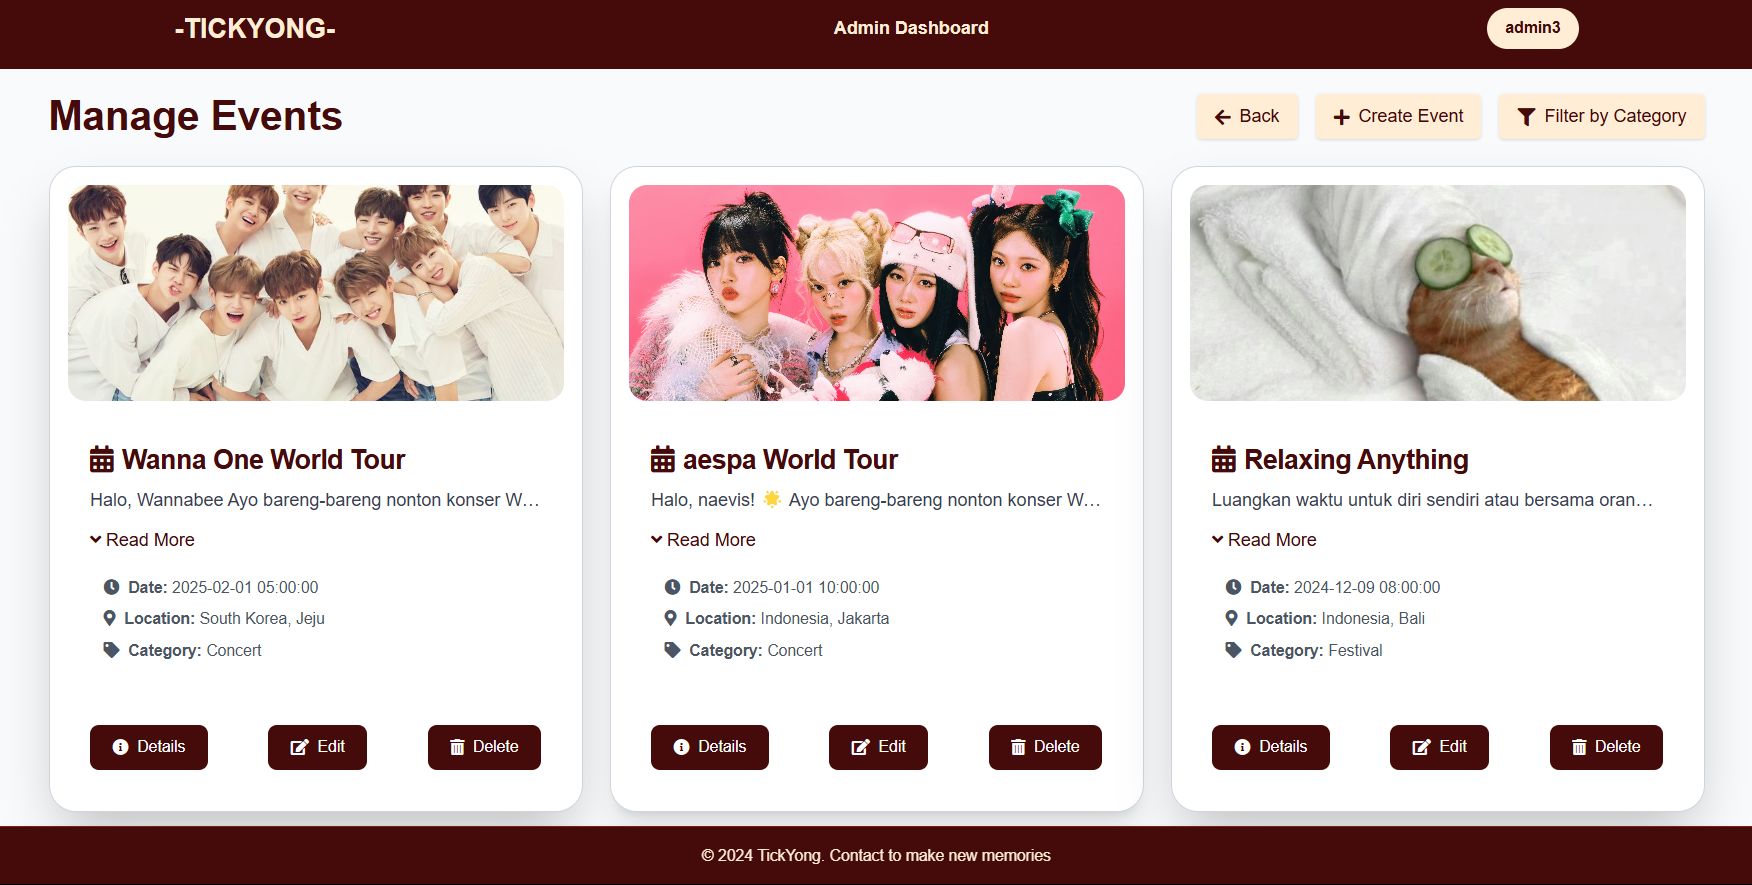 -TICKYONG-
Admin Dashboard
admin3
Manage Events
Back
Create Event
Filter by Category
Wanna One World Tour
Halo, Wannabee Ayo bareng-bareng nonton konser W...
Read More
Date: 2025-02-01 05:00:00
Location: South Korea, Jeju
Category: Concert
Details
Edit
Delete
aespa World Tour
Halo, naevis! 🌟 Ayo bareng-bareng nonton konser W...
Read More
Date: 2025-01-01 10:00:00
Location: Indonesia, Jakarta
Category: Concert
Details
Edit
Delete
Relaxing Anything
Luangkan waktu untuk diri sendiri atau bersama oran...
Read More
Date: 2024-12-09 08:00:00
Location: Indonesia, Bali
Category: Festival
Details
Edit
Delete
© 2024 TickYong. Contact to make new memories